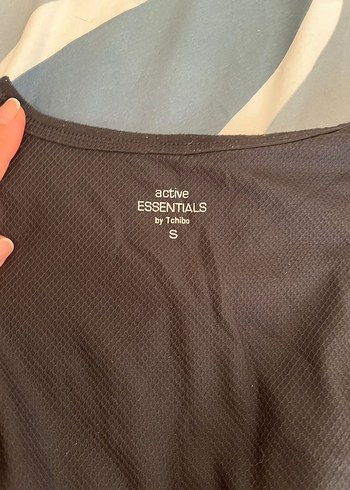 active
ESSENTIALS
by Tchibo
S